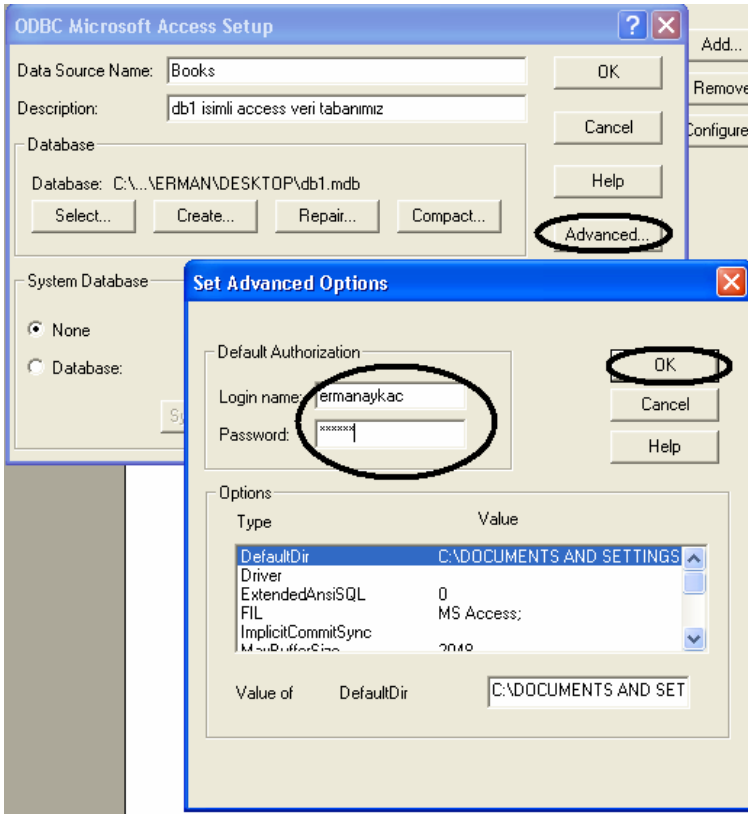 ODBC Microsoft Access Setup
Add...
Data Source Name: Books
OK
Remove
Description: db1 isimli access veri tabanımız
Cancel
Configure
Database
Database: C:\...\ERMAN\DESKTOP\db1.mdb
Help
Select... Create... Repair... Compact...
Advanced...
System Database
None
Database:
Set Advanced Options
Default Authorization
OK
Login name: ermanaykac
Cancel
Password: ******
Help
Options
Type Value
DefaultDir C:\DOCUMENTS AND SETTINGS
Driver
ExtendedAnsiSQL 0
FIL MS Access;
ImplicitCommitSync
MaxBufferSize 2048
Value of DefaultDir C:\DOCUMENTS AND SET